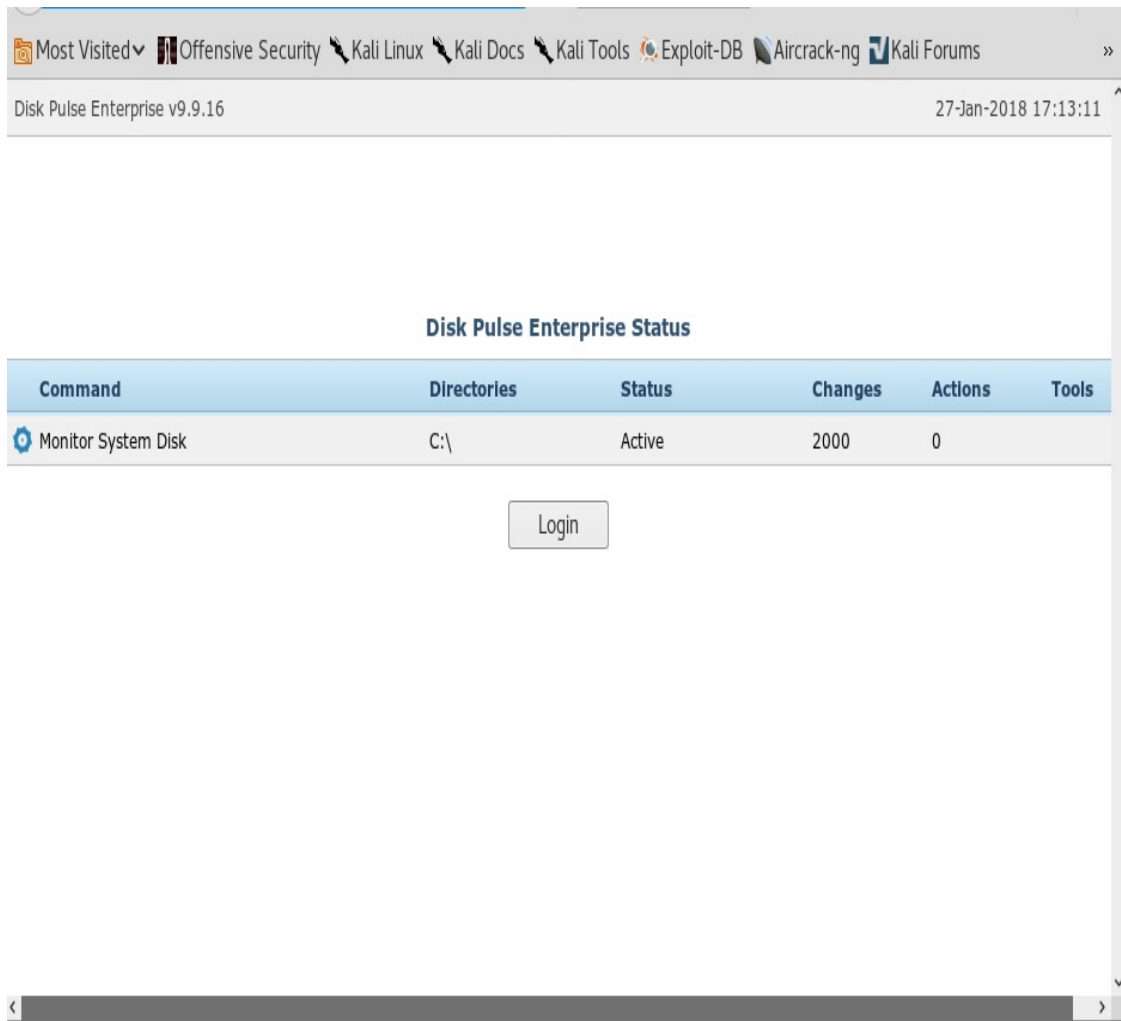 Most Visited Offensive Security Kali Linux Kali Docs Kali Tools Exploit-DB Aircrack-ng Kali Forums »
Disk Pulse Enterprise v9.9.16 27-Jan-2018 17:13:11
Disk Pulse Enterprise Status
Command Directories Status Changes Actions Tools
Monitor System Disk C:\ Active 2000 0
Login